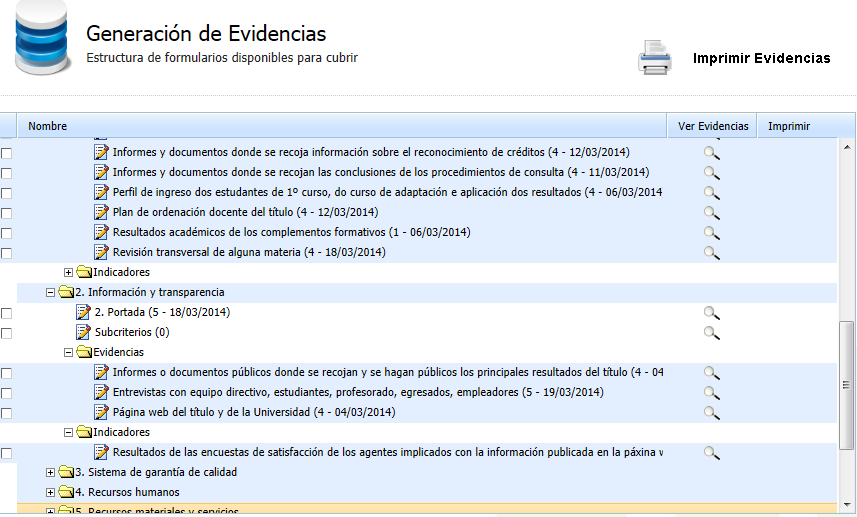 Generación de Evidencias
Estructura de formularios disponibles para cubrir
Imprimir Evidencias
Nombre Ver Evidencias Imprimir
Informes y documentos donde se recoja información sobre el reconocimiento de créditos (4 - 12/03/2014)
Informes y documentos donde se recojan las conclusiones de los procedimientos de consulta (4 - 11/03/2014)
Perfil de ingreso dos estudantes de 1º curso, do curso de adaptación e aplicación dos resultados (4 - 06/03/2014
Plan de ordenación docente del título (4 - 12/03/2014)
Resultados académicos de los complementos formativos (1 - 06/03/2014)
Revisión transversal de alguna materia (4 - 18/03/2014)
Indicadores
2. Información y transparencia
2. Portada (5 - 18/03/2014)
Subcriterios (0)
Evidencias
Informes o documentos públicos donde se recojan y se hagan públicos los principales resultados del título (4 - 04
Entrevistas con equipo directivo, estudiantes, profesorado, egresados, empleadores (5 - 19/03/2014)
Página web del título y de la Universidad (4 - 04/03/2014)
Indicadores
Resultados de las encuestas de satisfacción de los agentes implicados con la información publicada en la páxina w
3. Sistema de garantía de calidad
4. Recursos humanos
5. Recursos materiales y servicios